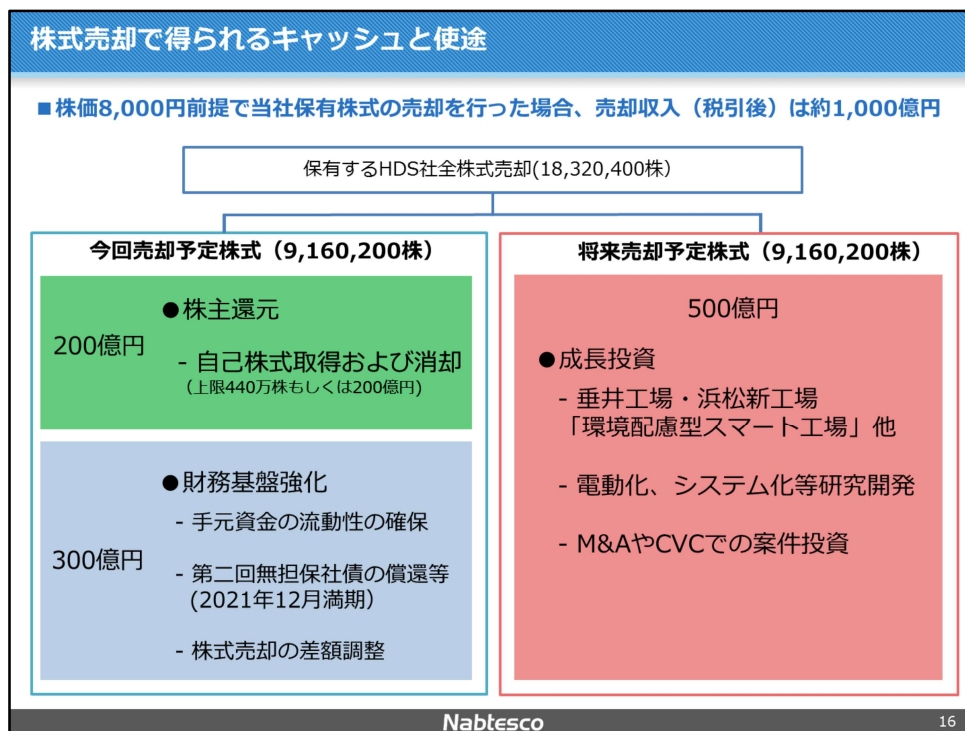 株式売却で得られるキャッシュと使途
■株価8,000円前提で当社保有株式の売却を行った場合、売却収入（税引後）は約1,000億円
保有するHDS社全株式売却(18,320,400株）
今回売却予定株式（9,160,200株）
200億円
●株主還元
- 自己株式取得および消却
（上限440万株もしくは200億円)
300億円
●財務基盤強化
- 手元資金の流動性の確保
- 第二回無担保社債の償還等
(2021年12月満期）
- 株式売却の差額調整
将来売却予定株式（9,160,200株）
500億円
●成長投資
- 垂井工場・浜松新工場
「環境配慮型スマート工場」他
- 電動化、システム化等研究開発
- M&AやCVCでの案件投資
Nabtesco
16